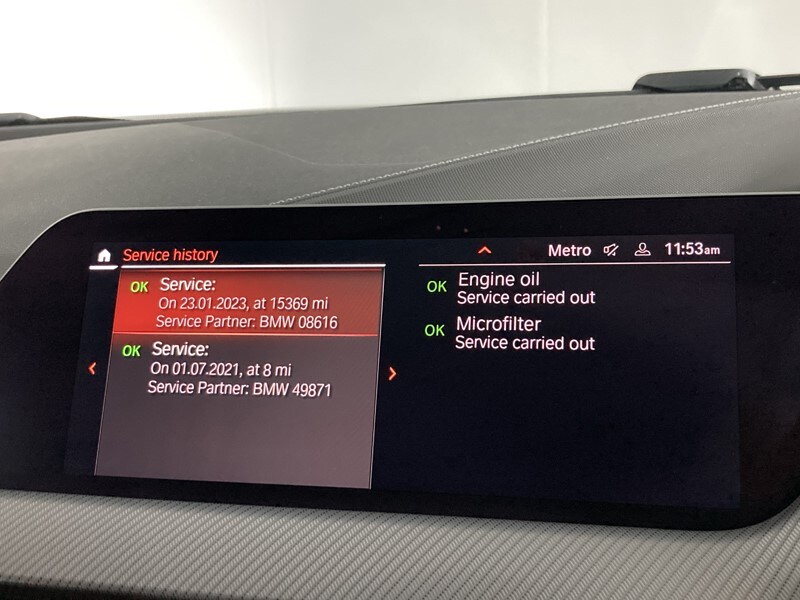 Service history
Metro 11:53am
OK Service:
On 23.01.2023, at 15369 mi
Service Partner: BMW 08616
OK Service:
On 01.07.2021, at 8 mi
Service Partner: BMW 49871
OK Engine oil
Service carried out
OK Microfilter
Service carried out